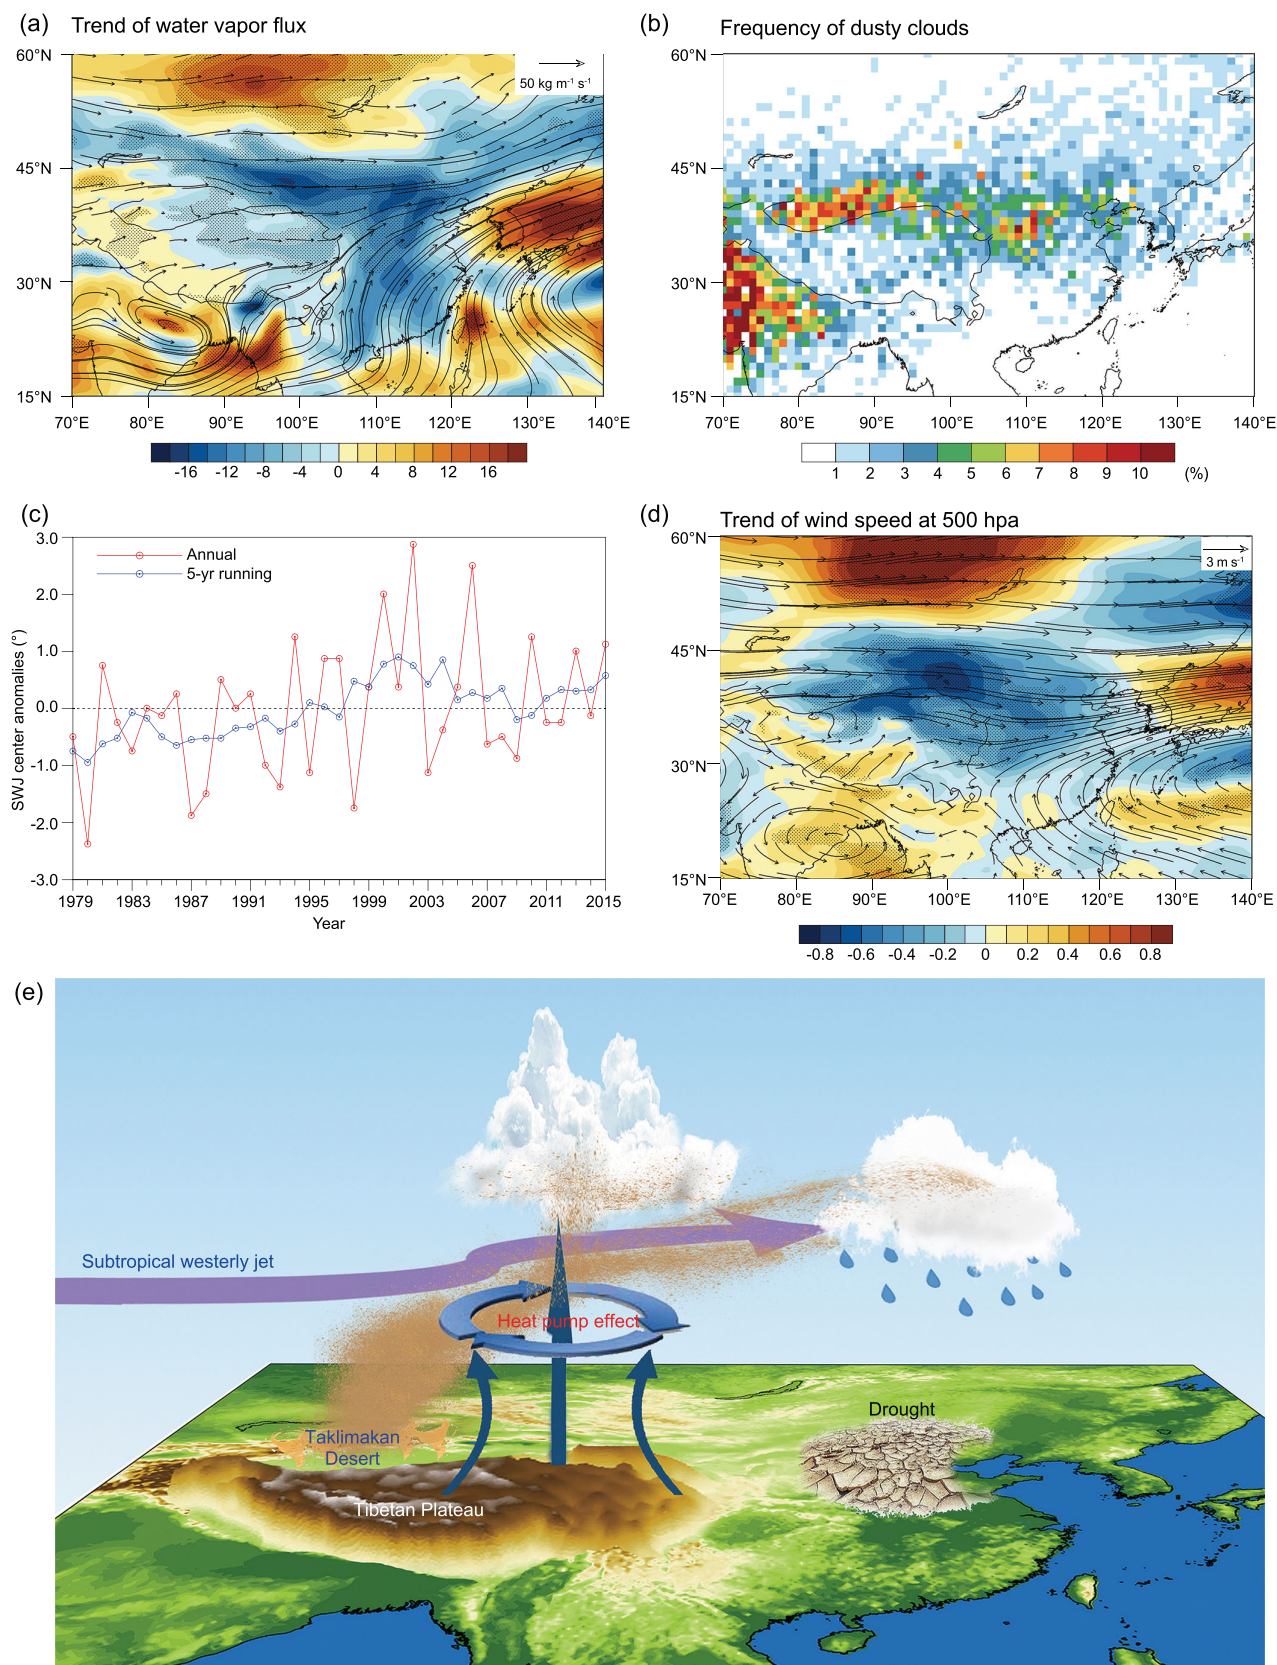 (a) Trend of water vapor flux
60°N
45°N
30°N
15°N
50 kg m⁻¹ s⁻¹
70°E 80°E 90°E 100°E 110°E 120°E 130°E 140°E
-16 -12 -8 -4 0 4 8 12 16
(b) Frequency of dusty clouds
60°N
45°N
30°N
15°N
70°E 80°E 90°E 100°E 110°E 120°E 130°E 140°E
1 2 3 4 5 6 7 8 9 10 (%)
(c)
SWJ center anomalies (°)
3.0
2.0
1.0
0.0
-1.0
-2.0
-3.0
Annual
5-yr running
1979 1983 1987 1991 1995 1999 2003 2007 2011 2015
Year
(d) Trend of wind speed at 500 hpa
60°N
45°N
30°N
15°N
3 m s⁻¹
70°E 80°E 90°E 100°E 110°E 120°E 130°E 140°E
-0.8 -0.6 -0.4 -0.2 0 0.2 0.4 0.6 0.8
(e)
Subtropical westerly jet
Heat pump effect
Drought
Taklimakan
Desert
Tibetan Plateau